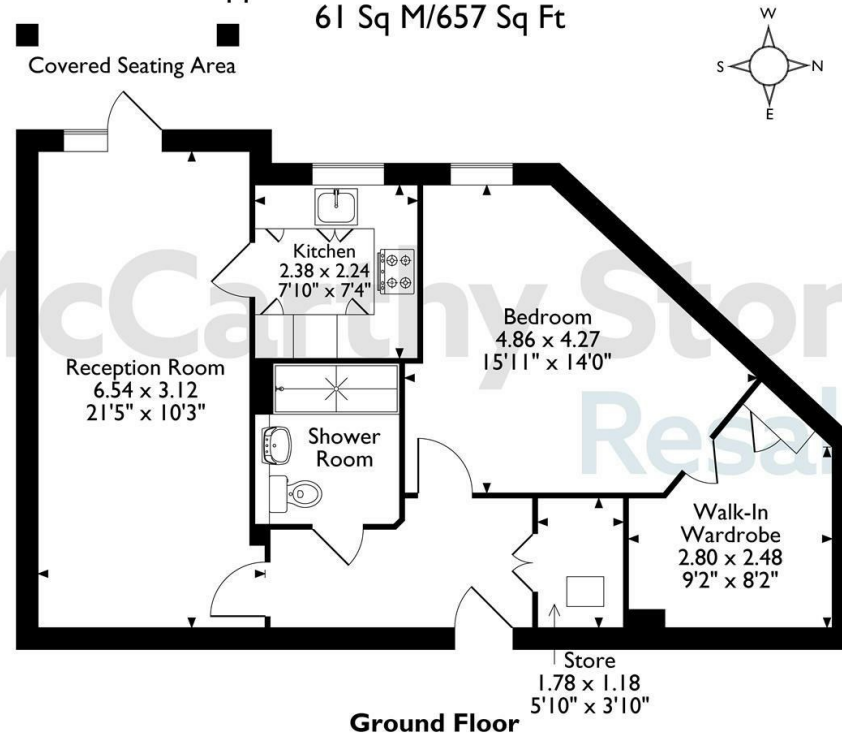 61 Sq M/657 Sq Ft
W
S
N
E
Covered Seating Area
Kitchen
2.38 x 2.24
7'10" x 7'4"
Bedroom
4.86 x 4.27
15'11" x 14'0"
Reception Room
6.54 x 3.12
21'5" x 10'3"
McCarthy Ston
Resal
Shower
Room
Walk-In
Wardrobe
2.80 x 2.48
9'2" x 8'2"
Store
1.78 x 1.18
5'10" x 3'10"
Ground Floor